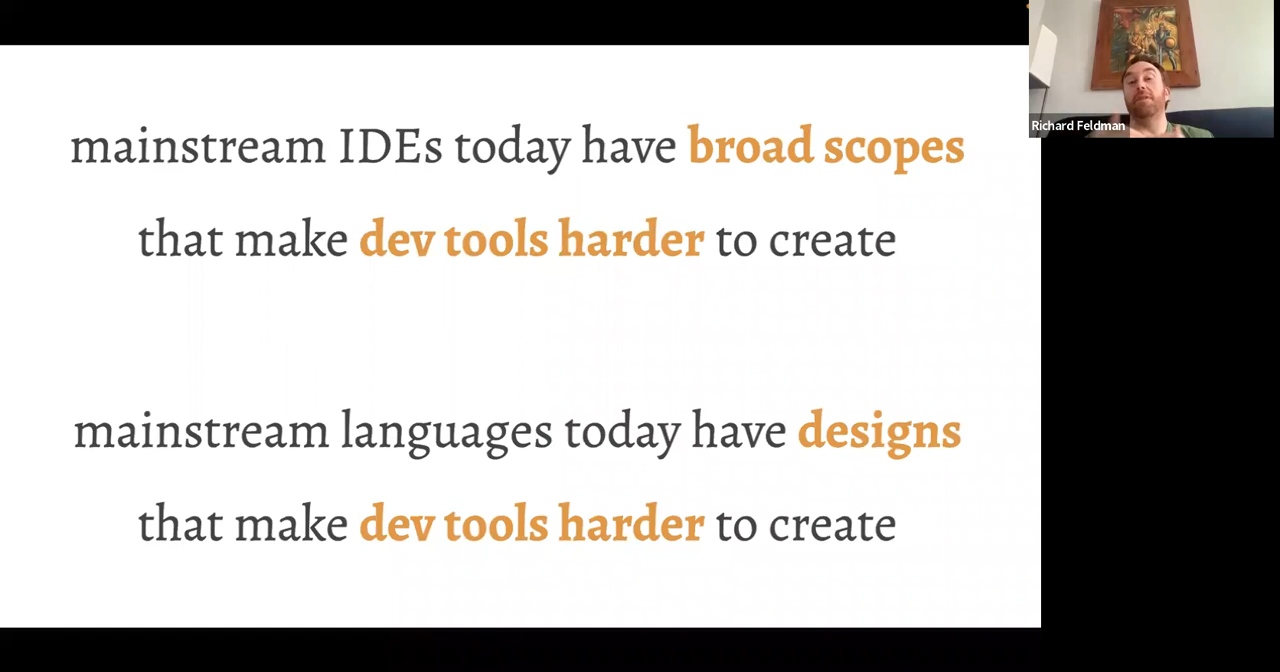 mainstream IDEs today have broad scopes
that make dev tools harder to create
mainstream languages today have designs
that make dev tools harder to create
Richard Feldman